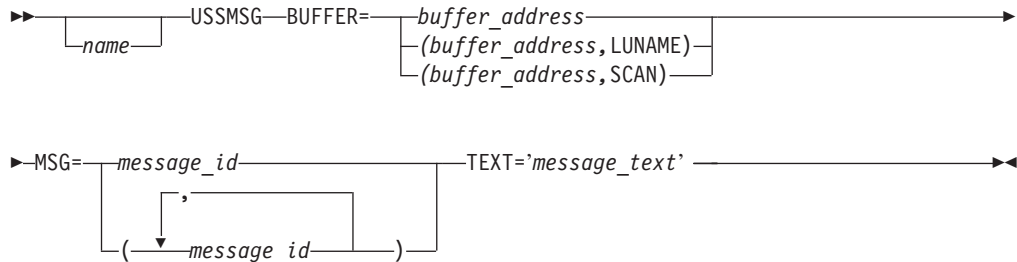 USSMSG BUFFER= buffer_address
name (buffer_address,LUNAME)
(buffer_address,SCAN)
MSG= message_id TEXT='message_text'
,
( message id )